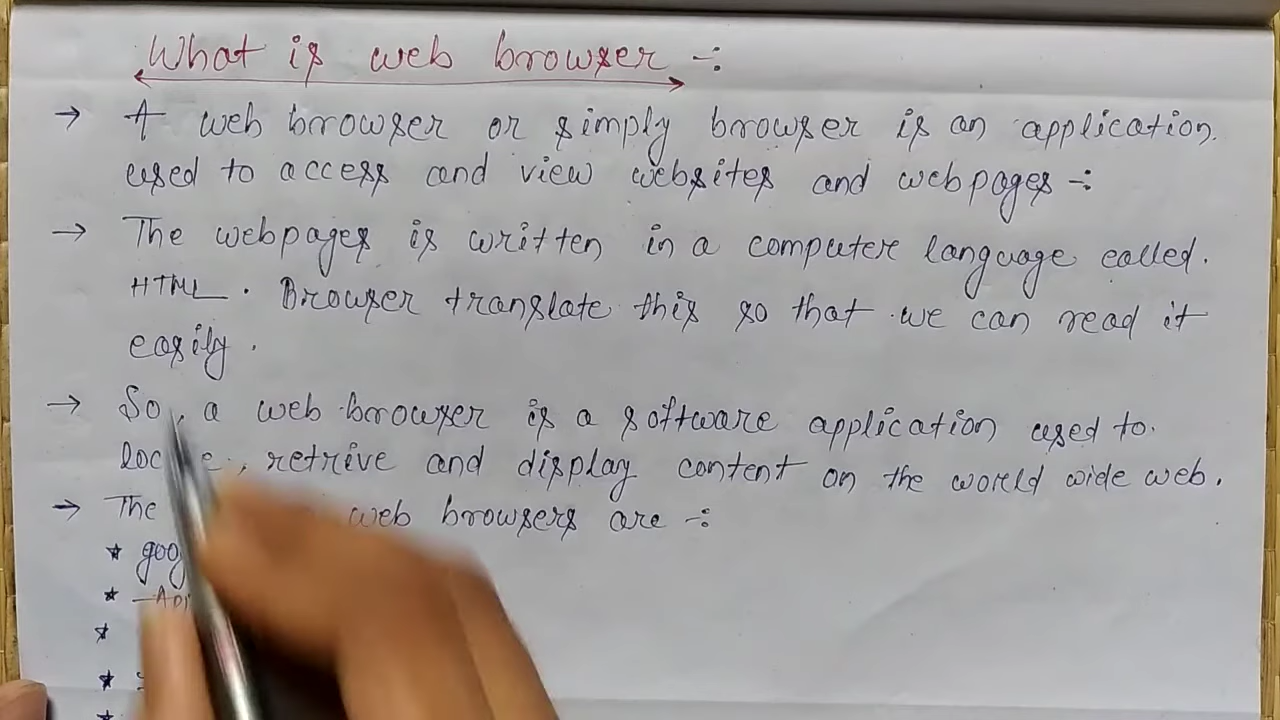 What is web browser -:
→ A web browser or simply browser is an application.
used to access and view websites and webpages -:
→ The webpages is written in a computer language called.
HTML. Browser translate this so that we can read it
easily.
→ So, a web browser is a software application used to.
, retrive and display content on the world wide web.
→ The web browsers are -: